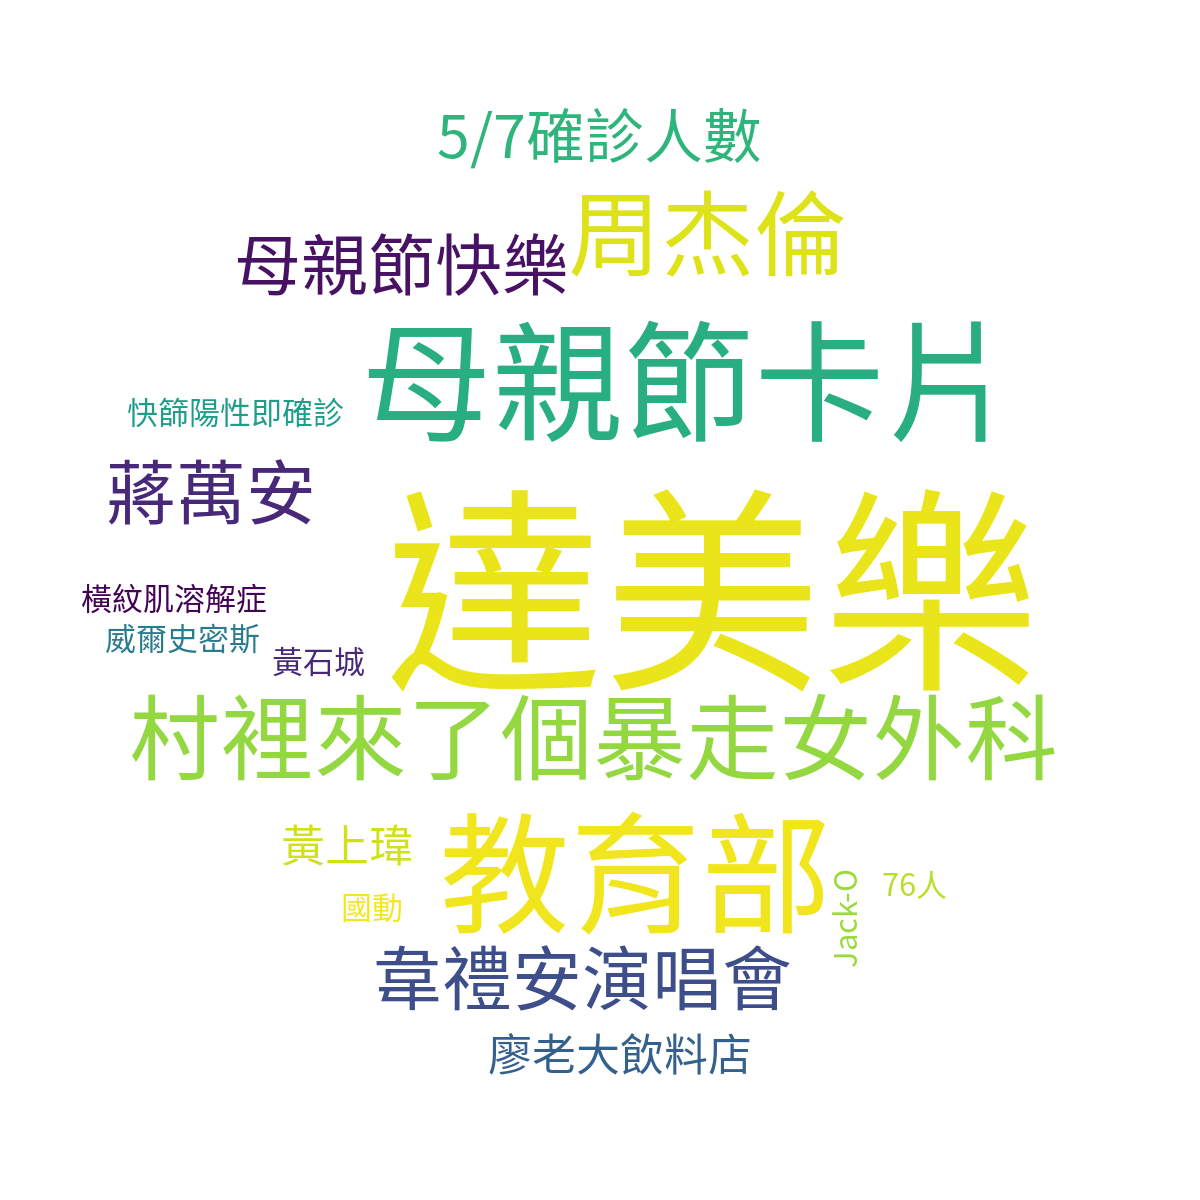 5/7確診人數
周杰倫
母親節快樂
母親節卡片
快篩陽性即確診
蔣萬安
達美樂
橫紋肌溶解症
威爾史密斯
黃石城
村裡來了個暴走女外科
教育部
黃上瑋
Jack-O
76人
國動
韋禮安演唱會
廖老大飲料店